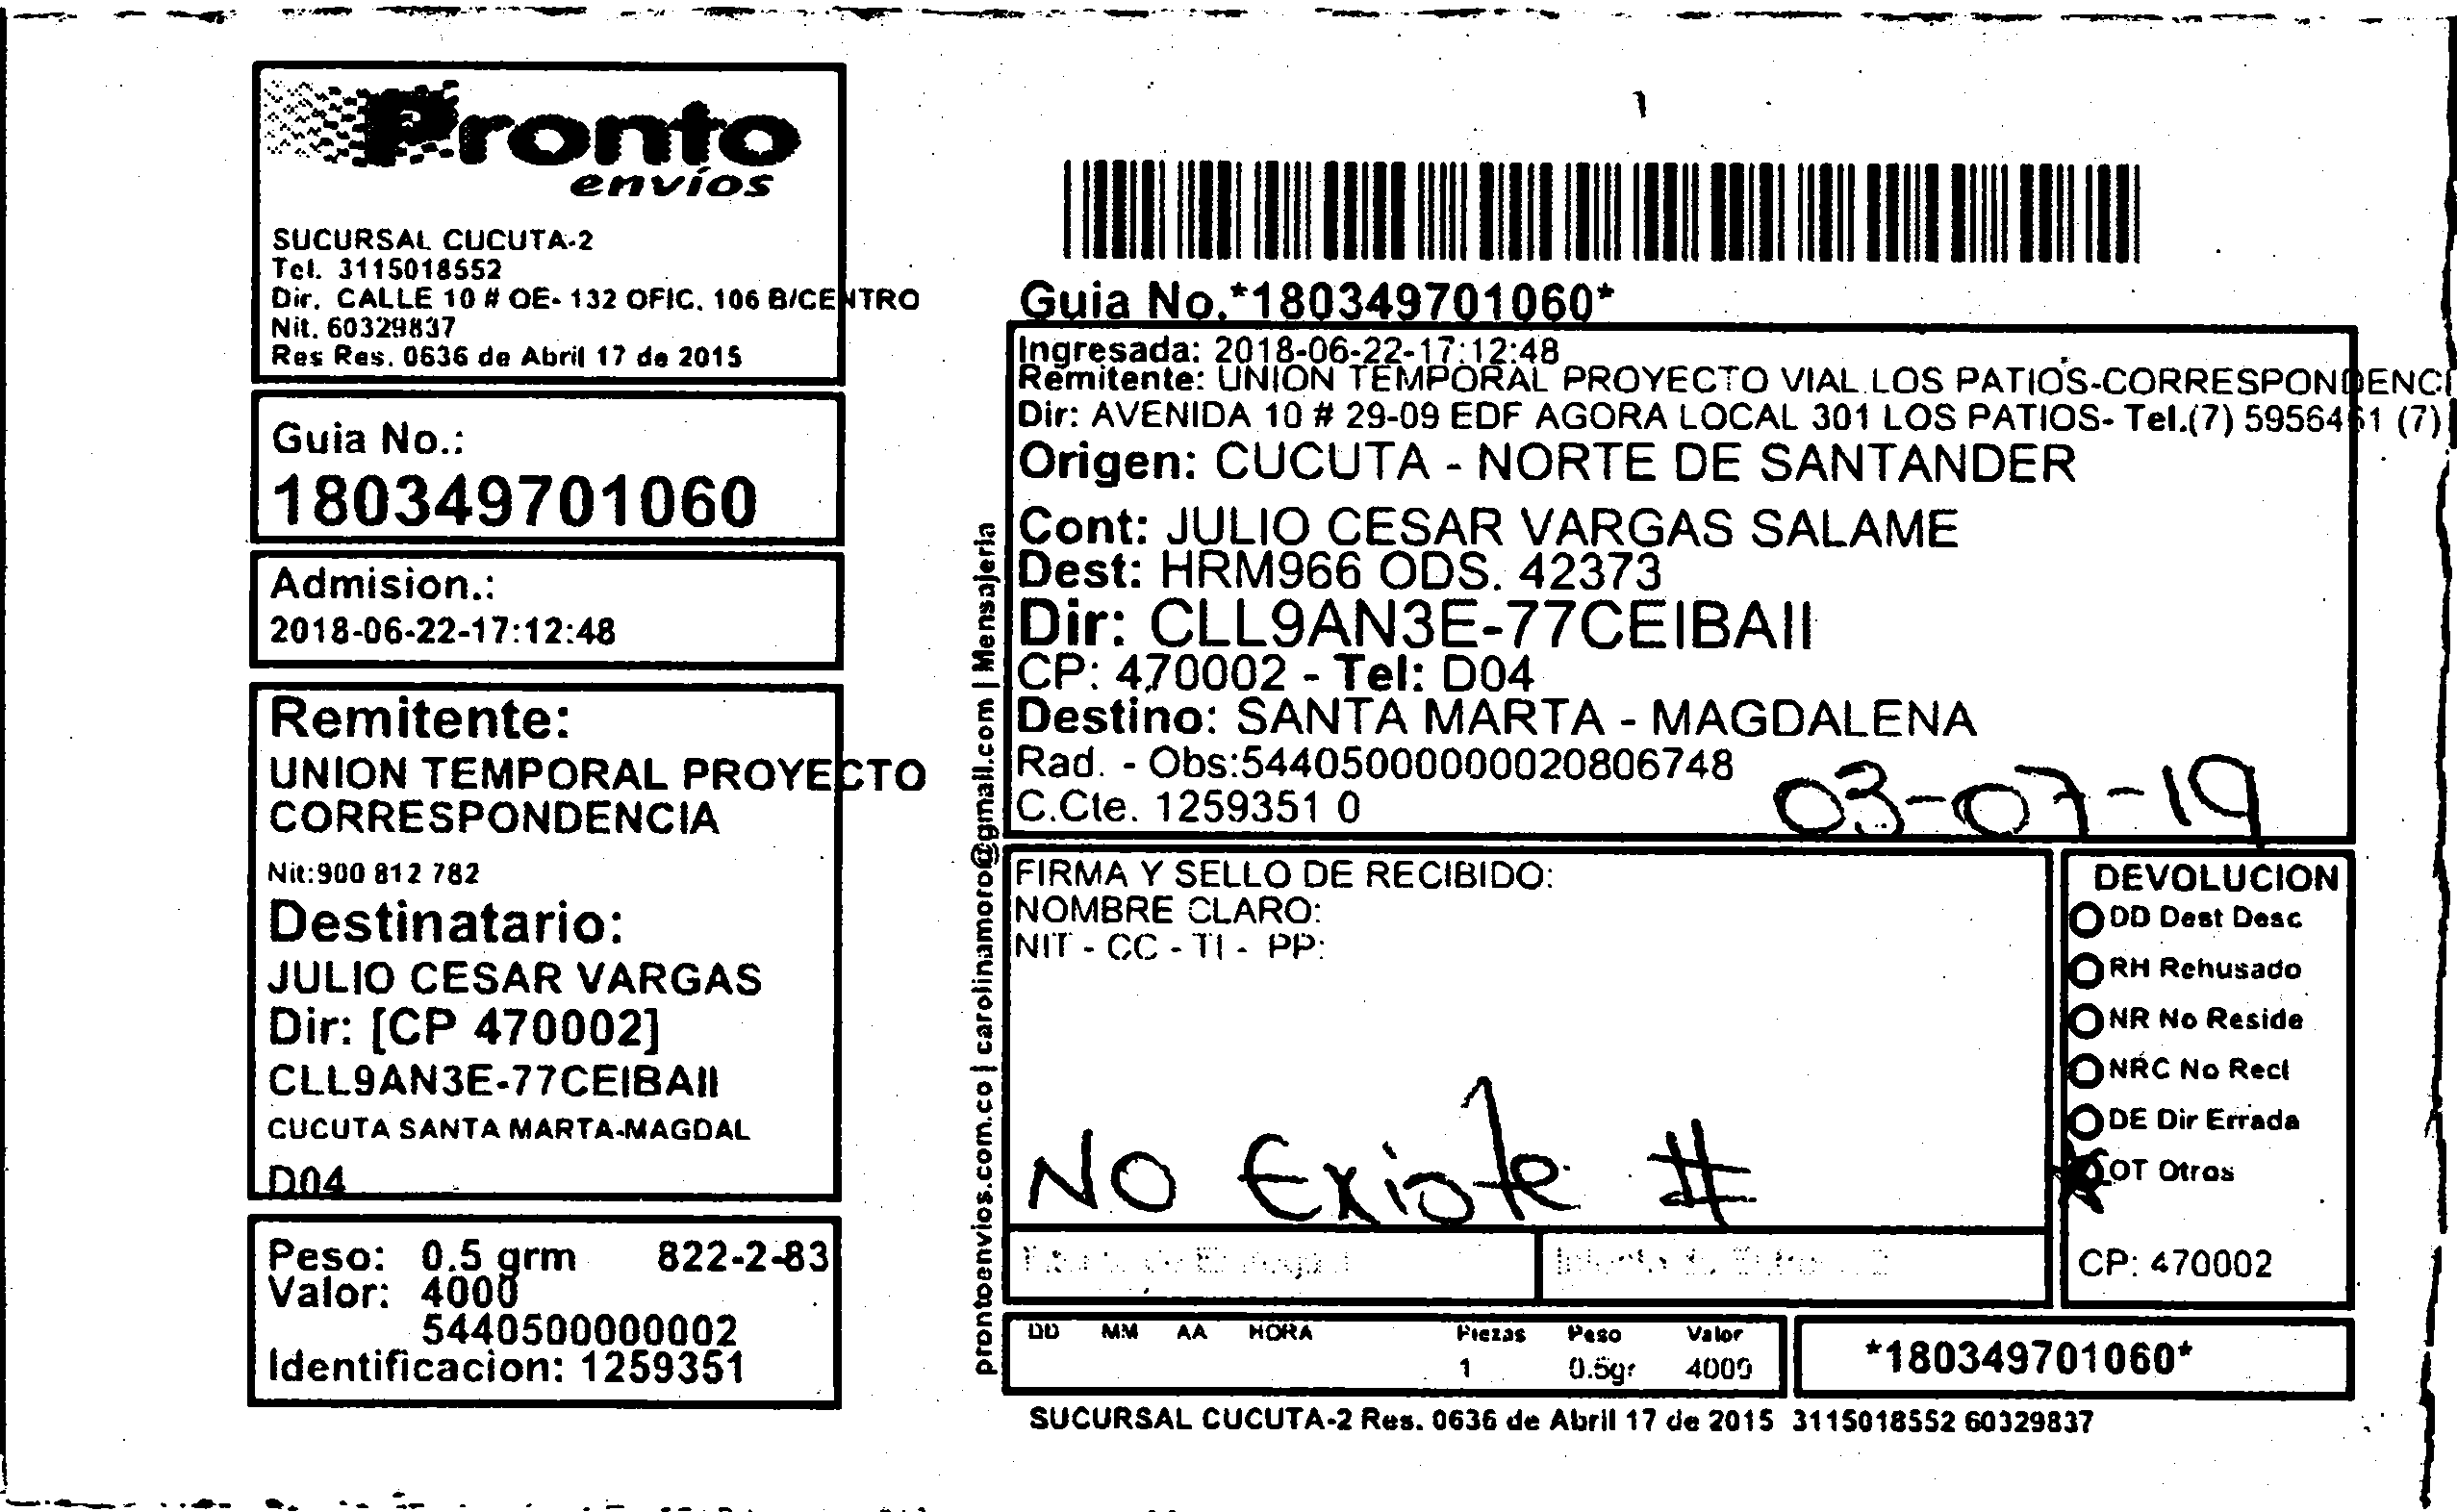 Pronto
envíos
SUCURSAL CUCUTA-2
Tel. 3115018552
Dir. CALLE 10 # OE- 132 OFIC. 106 B/CENTRO
Nit. 60329837
Res Res. 0636 de Abril 17 de 2015
Guia No.:
180349701060
Admision.:
2018-06-22-17:12:48
Remitente:
UNION TEMPORAL PROYECTO
CORRESPONDENCIA
Nit:900 812 782
Destinatario:
JULIO CESAR VARGAS
Dir: [CP 470002]
CLL9AN3E-77CEIBAII
CUCUTA SANTA MARTA-MAGDAL
D04
Peso: 0.5 grm 822-2-83
Valor: 4000
5440500000002
Identificacion: 1259351
prontoenvios.com.co | carolinamoro@gmail.com | Mensajeria
Guia No.*180349701060*
Ingresada: 2018-06-22-17:12:48
Remitente: UNION TEMPORAL PROYECTO VIAL LOS PATIOS-CORRESPONDENCI
Dir: AVENIDA 10 # 29-09 EDF AGORA LOCAL 301 LOS PATIOS- Tel.(7) 5956461 (7)
Origen: CUCUTA - NORTE DE SANTANDER
Cont: JULIO CESAR VARGAS SALAME
Dest: HRM966 ODS. 42373
Dir: CLL9AN3E-77CEIBAII
CP: 470002 - Tel: D04
Destino: SANTA MARTA - MAGDALENA
Rad. - Obs:544050000000020806748
C.Cte. 1259351 0
03-07-19
FIRMA Y SELLO DE RECIBIDO:
NOMBRE CLARO:
NIT - CC - TI - PP:
No Existe #
DEVOLUCION
DD Dest Desc
RH Rehusado
NR No Reside
NRC No Recl
DE Dir Errada
OT Otros
CP: 470002
DD MM AA HORA Piezas Peso Valor
1 0.5gr 4000
*180349701060*
SUCURSAL CUCUTA-2 Res. 0636 de Abril 17 de 2015 3115018552 60329837